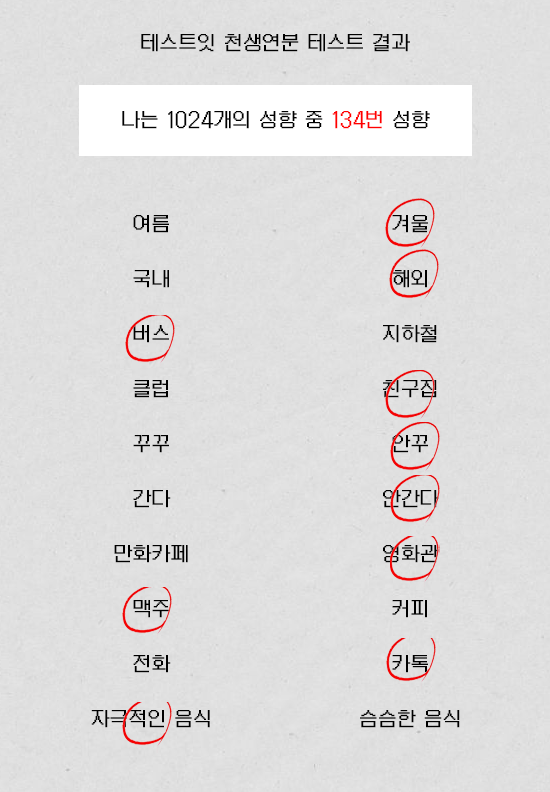 테스트잇 천생연분 테스트 결과
나는 1024개의 성향 중 134번 성향
여름 겨울
국내 해외
버스 지하철
클럽 친구집
꾸꾸 안꾸
간다 안간다
만화카페 영화관
맥주 커피
전화 카톡
자극적인 음식 슴슴한 음식